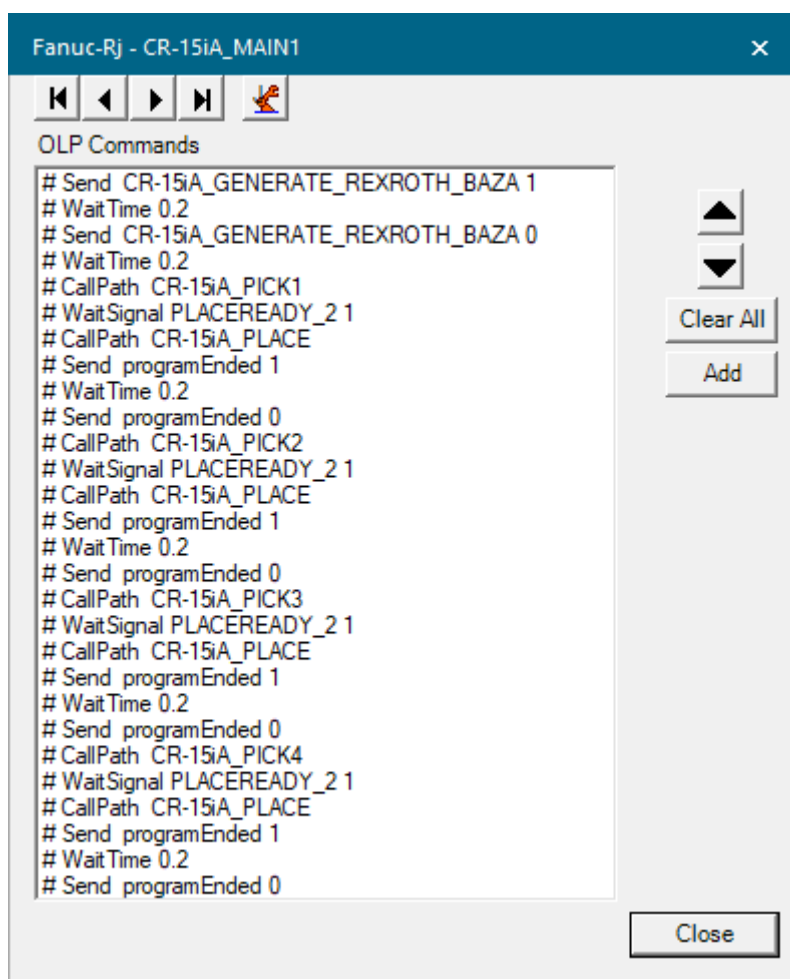 Fanuc-Rj - CR-15iA_MAIN1
OLP Commands
# Send CR-15iA_GENERATE_REXROTH_BAZA 1
# WaitTime 0.2
# Send CR-15iA_GENERATE_REXROTH_BAZA 0
# WaitTime 0.2
# CallPath CR-15iA_PICK1
# WaitSignal PLACEREADY_2 1
# CallPath CR-15iA_PLACE
# Send programEnded 1
# WaitTime 0.2
# Send programEnded 0
# CallPath CR-15iA_PICK2
# WaitSignal PLACEREADY_2 1
# CallPath CR-15iA_PLACE
# Send programEnded 1
# WaitTime 0.2
# Send programEnded 0
# CallPath CR-15iA_PICK3
# WaitSignal PLACEREADY_2 1
# CallPath CR-15iA_PLACE
# Send programEnded 1
# WaitTime 0.2
# Send programEnded 0
# CallPath CR-15iA_PICK4
# WaitSignal PLACEREADY_2 1
# CallPath CR-15iA_PLACE
# Send programEnded 1
# WaitTime 0.2
# Send programEnded 0
Clear All
Add
Close